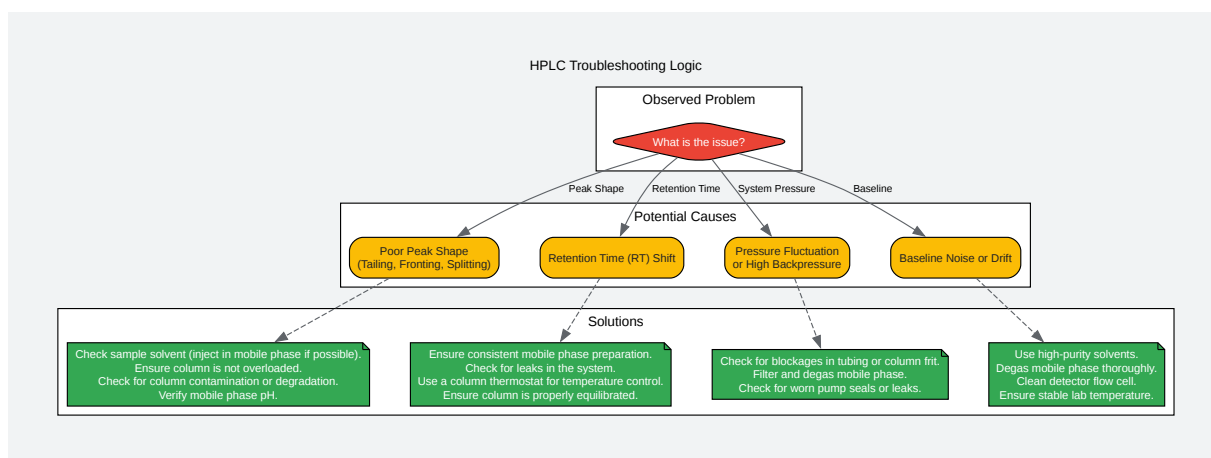 HPLC Troubleshooting Logic
Observed Problem
What is the issue?
Peak Shape
Retention Time
System Pressure
Baseline
Potential Causes
Poor Peak Shape
(Tailing, Fronting, Splitting)
Retention Time (RT) Shift
Pressure Fluctuation
or High Backpressure
Baseline Noise or Drift
Solutions
Check sample solvent (inject in mobile phase if possible).
Ensure column is not overloaded.
Check for column contamination or degradation.
Verify mobile phase pH.
Ensure consistent mobile phase preparation.
Check for leaks in the system.
Use a column thermostat for temperature control.
Ensure column is properly equilibrated.
Check for blockages in tubing or column frit.
Filter and degas mobile phase.
Check for worn pump seals or leaks.
Use high-purity solvents.
Degas mobile phase thoroughly.
Clean detector flow cell.
Ensure stable lab temperature.